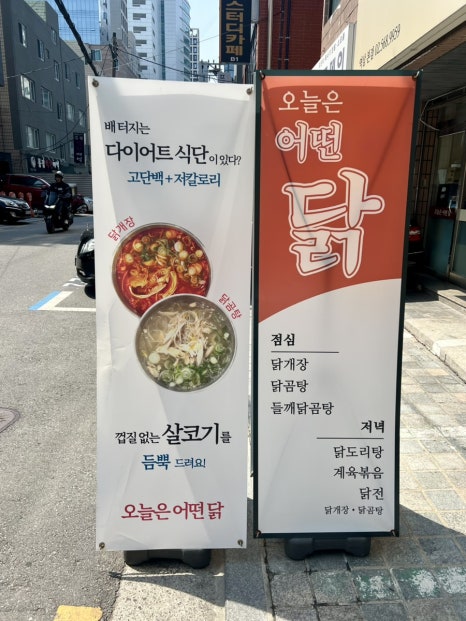 스터디카페
01
배 터지는
다이어트 식단이 있다?
고단백 + 저칼로리
닭개장
닭곰탕
껍질 없는 살코기를
듬뿍 드려요!
오늘은 어떤 닭
오늘은
어떤
닭
점심
닭개장
닭곰탕
들깨닭곰탕
저녁
닭도리탕
계육볶음
닭전
닭개장 · 닭곰탕